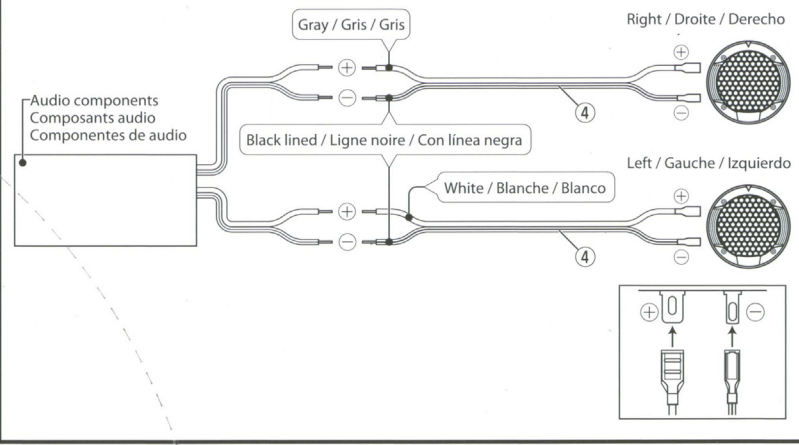 Right / Droite / Derecho
Gray / Gris / Gris
+
+
−
−
④
Audio components
Composants audio
Componentes de audio
Black lined / Ligne noire / Con línea negra
Left / Gauche / Izquierdo
White / Blanche / Blanco
+
+
−
−
④
+
−